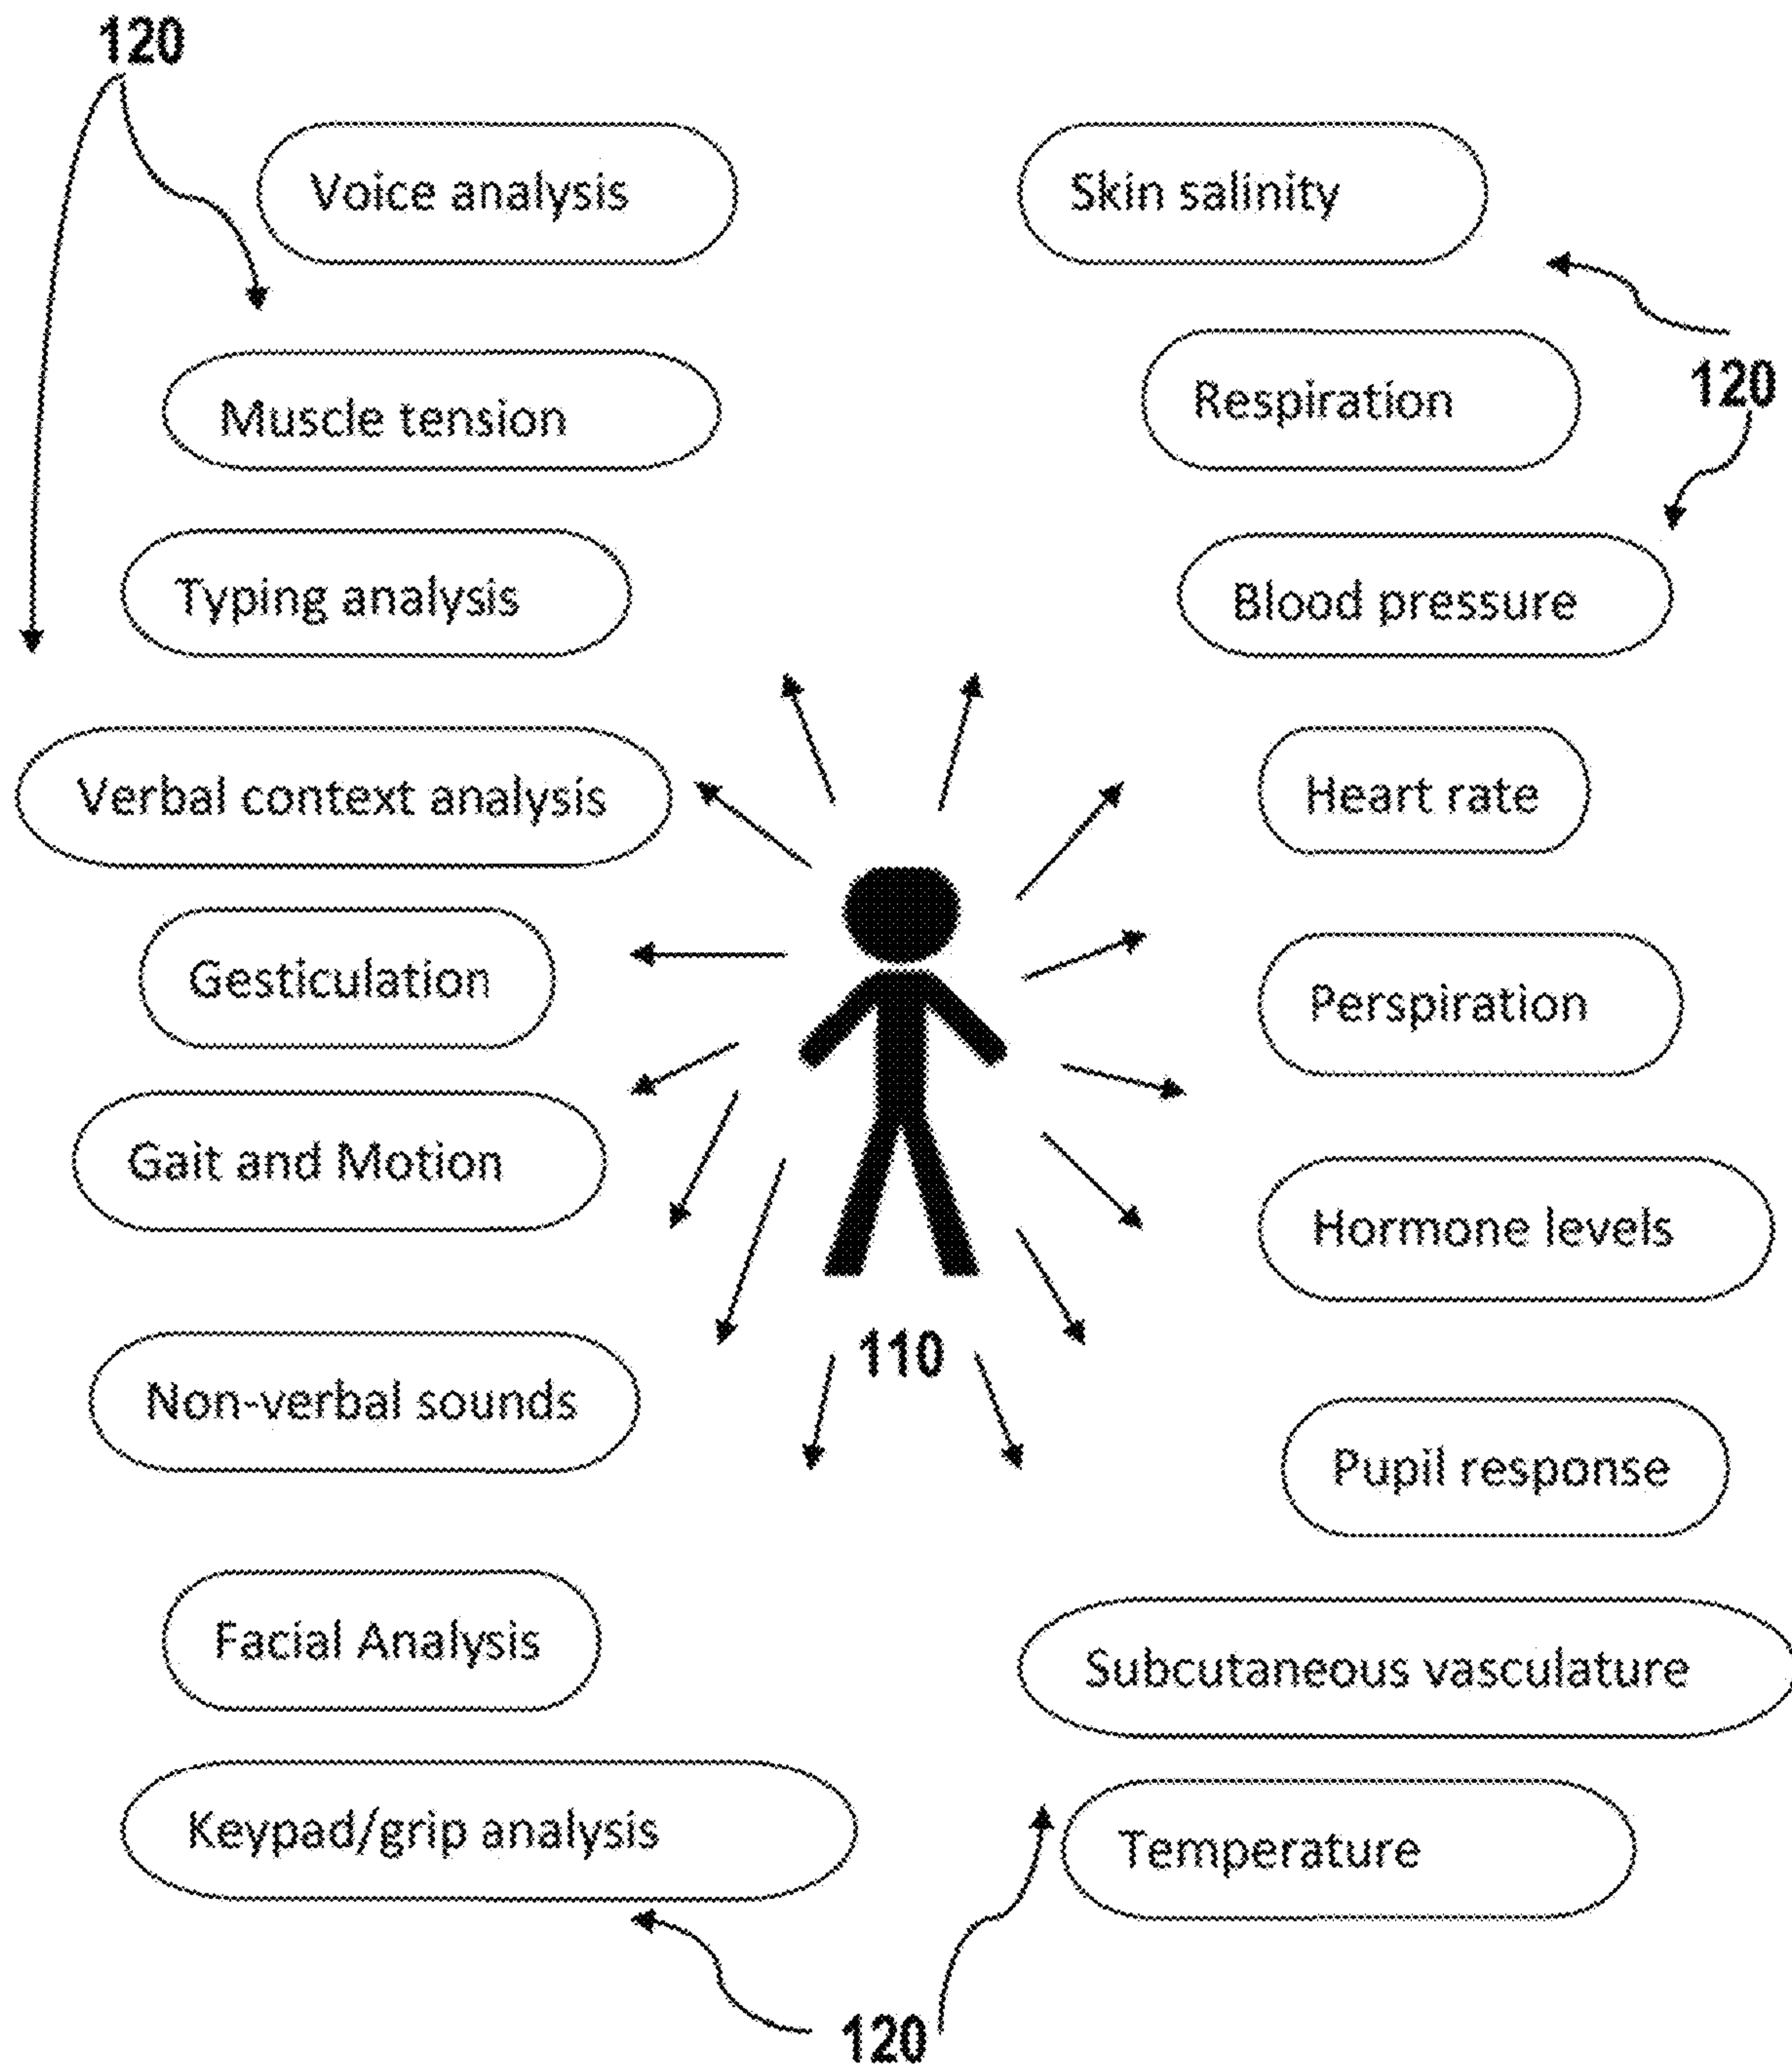 120
Voice analysis
Skin salinity
Muscle tension
Respiration
120
Typing analysis
Blood pressure
Verbal context analysis
Heart rate
Gesticulation
Perspiration
Gait and Motion
Hormone levels
110
Non-verbal sounds
Pupil response
Facial Analysis
Subcutaneous vasculature
Keypad/grip analysis
Temperature
120